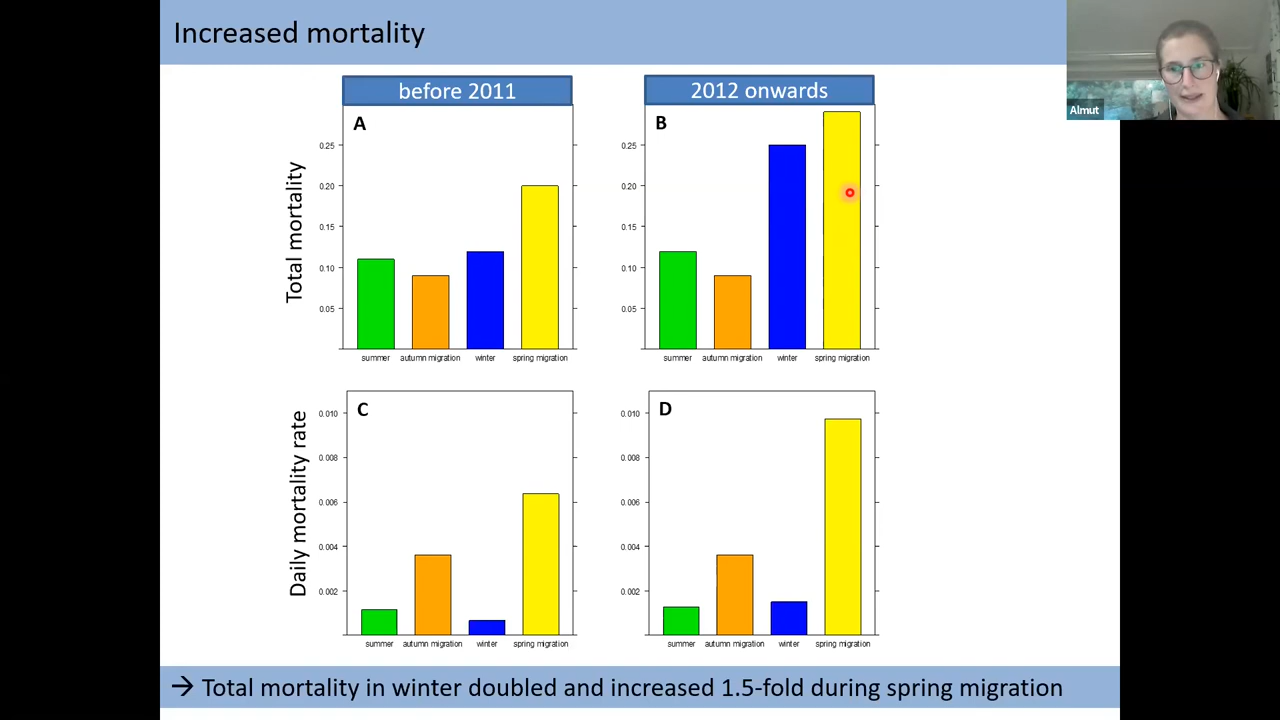 Increased mortality
Almut
before 2011
2012 onwards
Total mortality
A
0.25
0.20
0.15
0.10
0.05
summer autumn migration winter spring migration
B
0.25
0.20
0.15
0.10
0.05
summer autumn migration winter spring migration
Daily mortality rate
C
0.010
0.008
0.006
0.004
0.002
summer autumn migration winter spring migration
D
0.010
0.008
0.006
0.004
0.002
summer autumn migration winter spring migration
→ Total mortality in winter doubled and increased 1.5-fold during spring migration